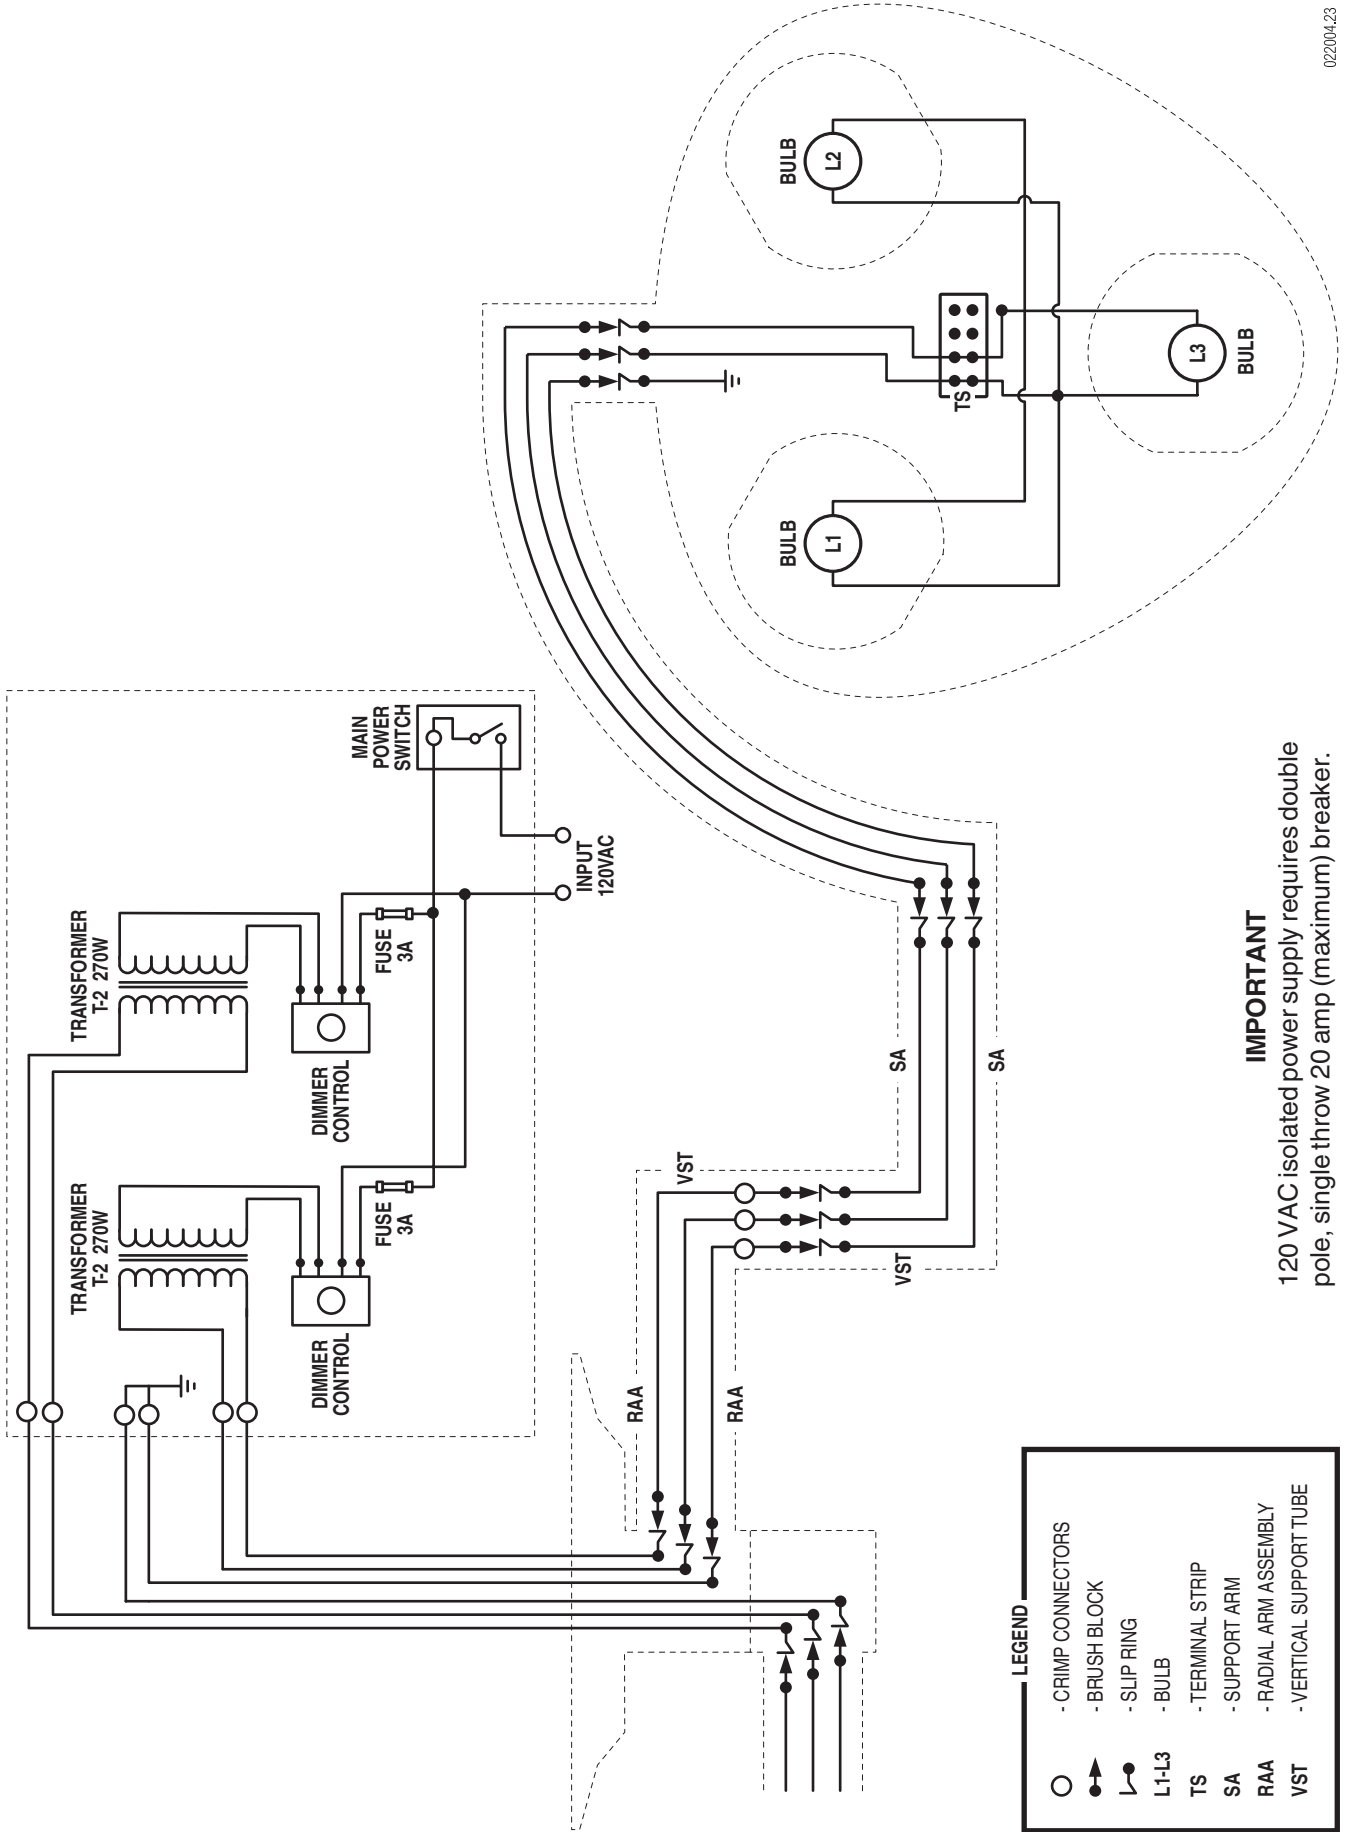 TRANSFORMER
T-2 270W
TRANSFORMER
T-2 270W
DIMMER
CONTROL
DIMMER
CONTROL
FUSE
3A
FUSE
3A
MAIN
POWER
SWITCH
INPUT
120VAC
RAA
RAA
VST
VST
SA
SA
BULB
L1
BULB
L2
TS
L3
BULB
LEGEND
- CRIMP CONNECTORS
- BRUSH BLOCK
- SLIP RING
L1-L3 - BULB
TS - TERMINAL STRIP
SA - SUPPORT ARM
RAA - RADIAL ARM ASSEMBLY
VST - VERTICAL SUPPORT TUBE
IMPORTANT
120 VAC isolated power supply requires double
pole, single throw 20 amp (maximum) breaker.
022004.23